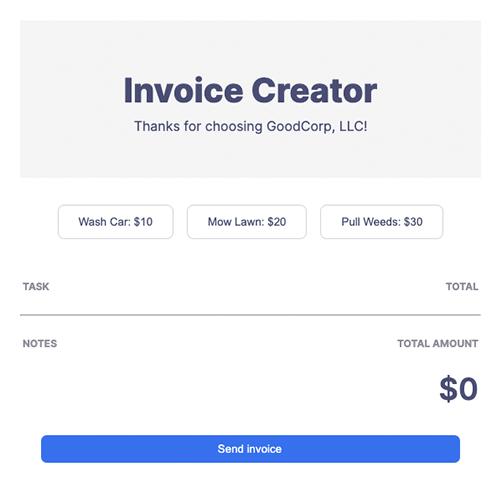 Invoice Creator
Thanks for choosing GoodCorp, LLC!
Wash Car: $10 Mow Lawn: $20 Pull Weeds: $30
TASK TOTAL
NOTES TOTAL AMOUNT
$0
Send invoice